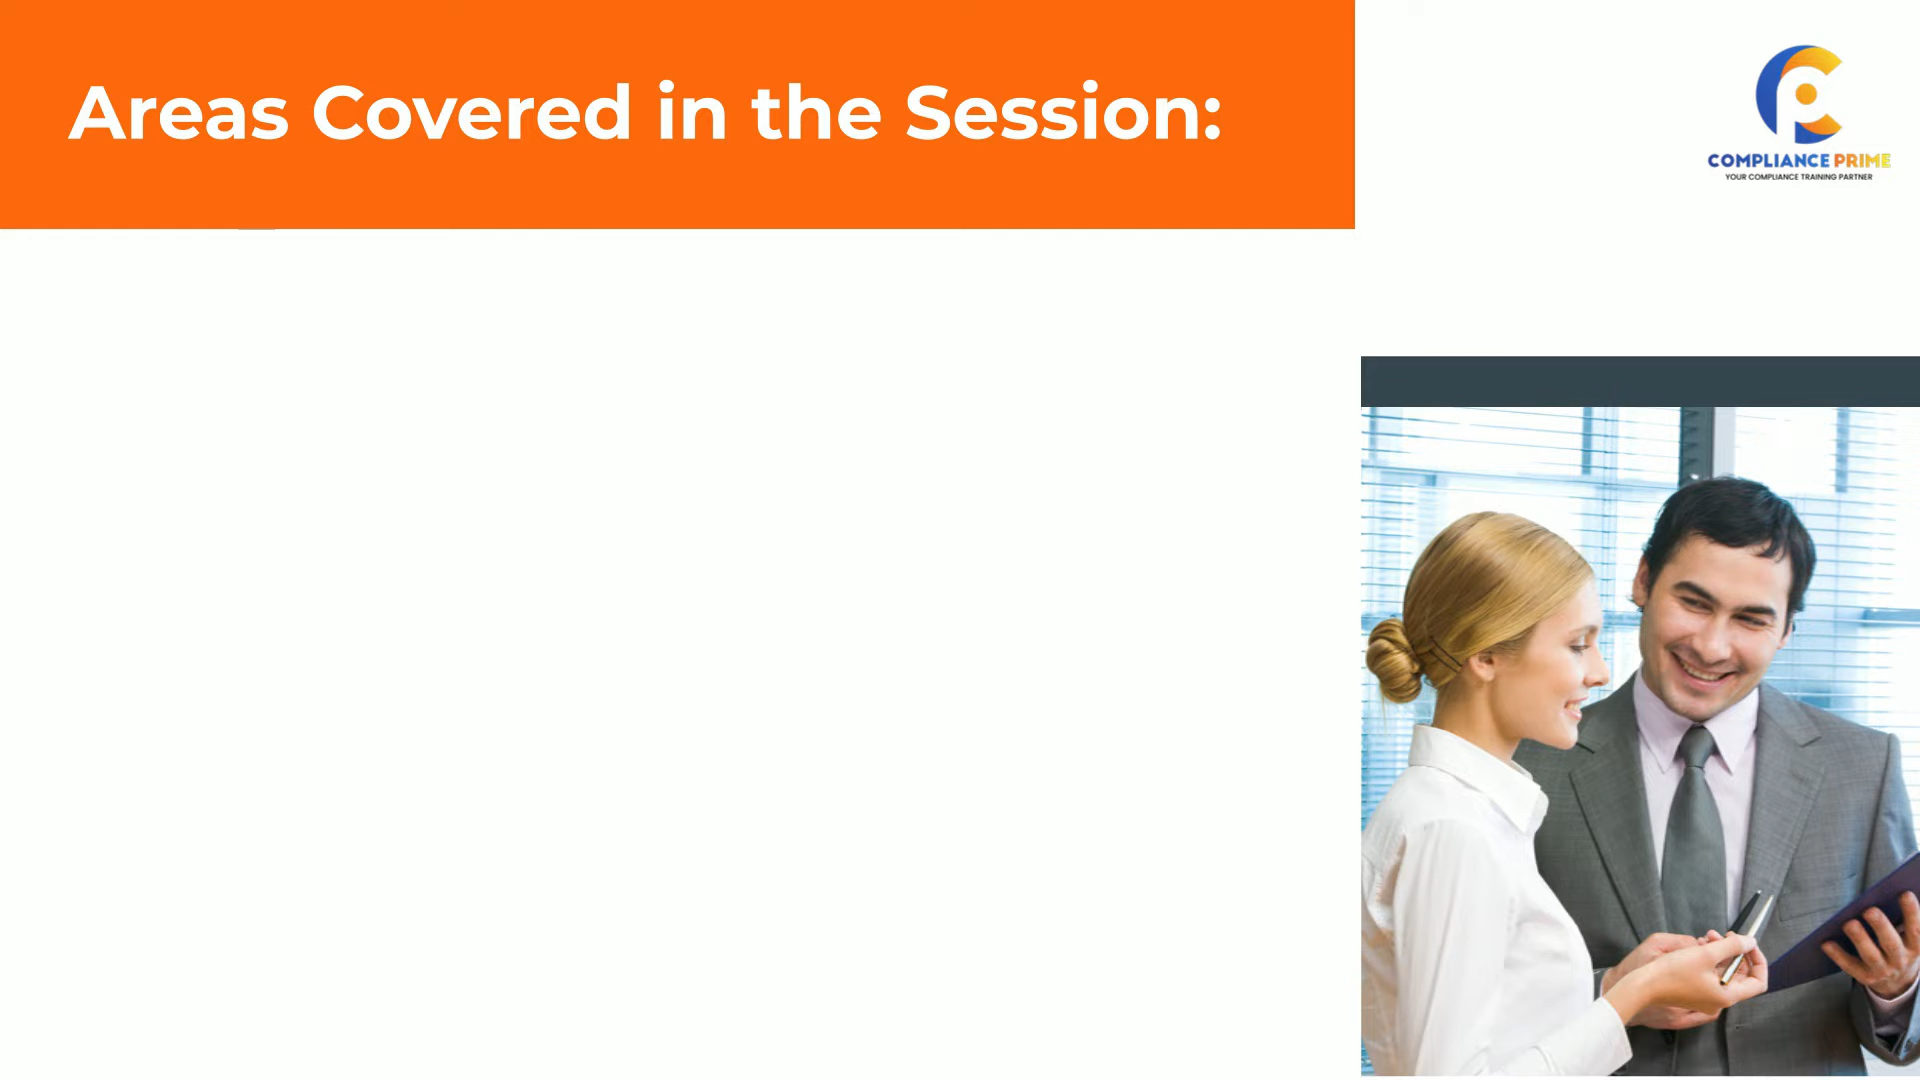 Areas Covered in the Session:
COMPLIANCE PRIME
YOUR COMPLIANCE TRAINING PARTNER